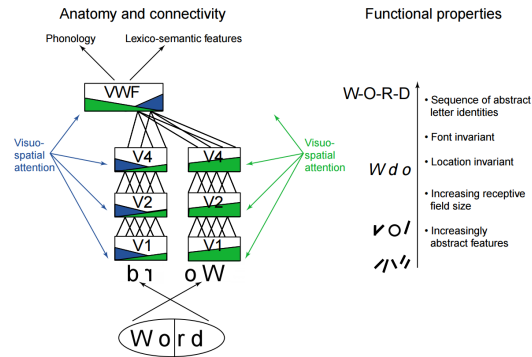 Anatomy and connectivity
Phonology
Lexico-semantic features
VWF
Visuo-
spatial
attention
V4
V4
V2
V2
V1
V1
bɿ
oW
Word
Visuo-
spatial
attention
Functional properties
W-O-R-D
• Sequence of abstract
letter identities
• Font invariant
• Location invariant
W d o
• Increasing receptive
field size
• Increasingly
abstract features